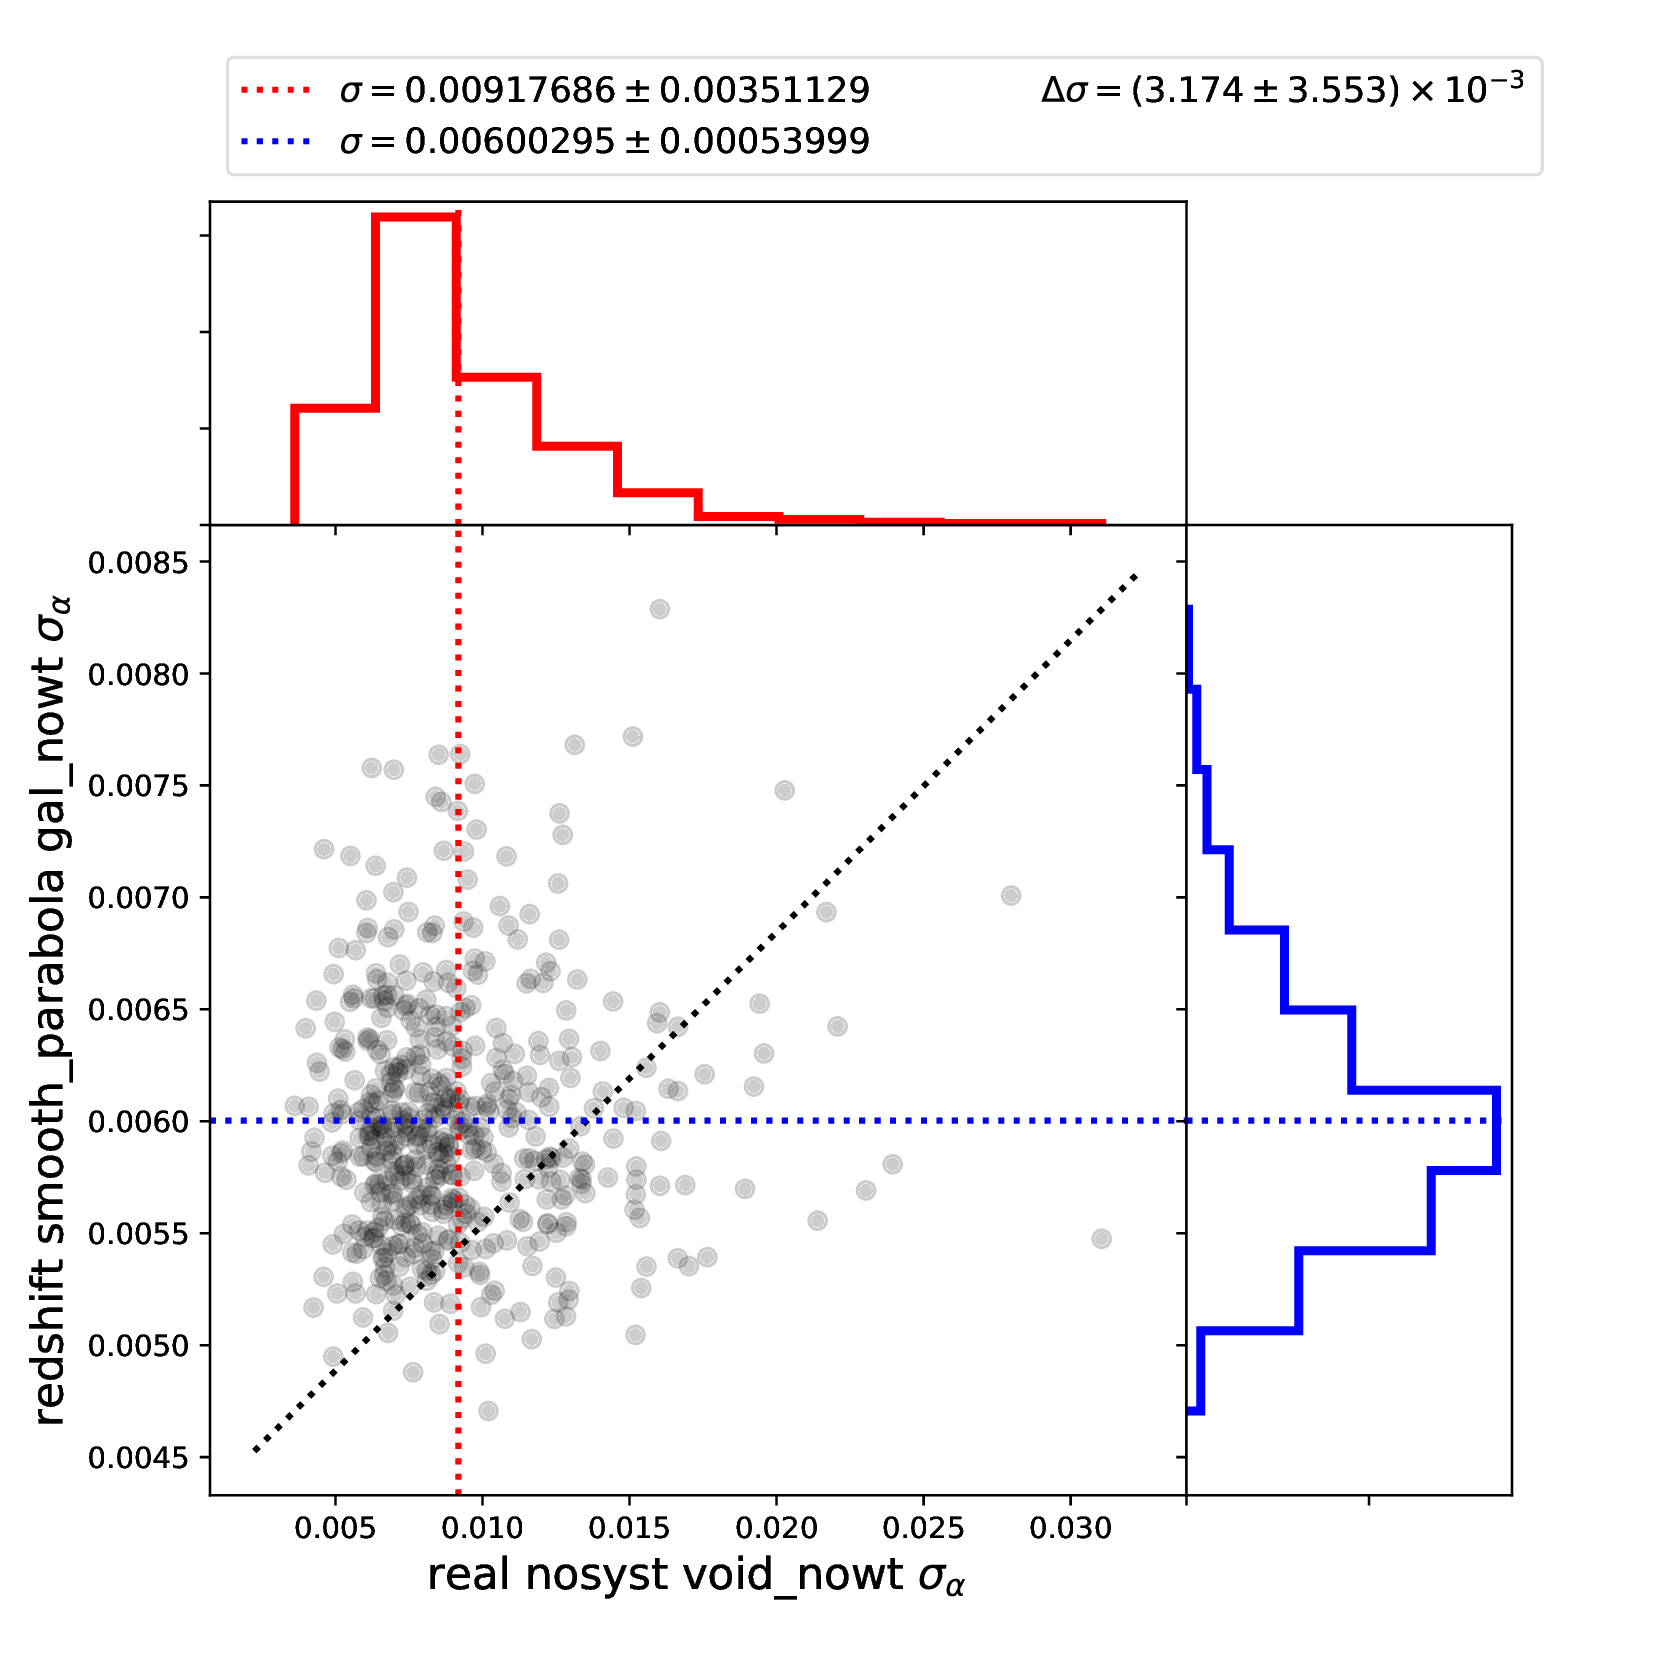 σ = 0.00917686 ± 0.00351129 Δσ = (3.174 ± 3.553) × 10⁻³
σ = 0.00600295 ± 0.00053999
0.0085
0.0080
0.0075
0.0070
0.0065
0.0060
0.0055
0.0050
0.0045
redshift smooth_parabola gal_nowt σ_α
0.005 0.010 0.015 0.020 0.025 0.030
real nosyst void_nowt σ_α